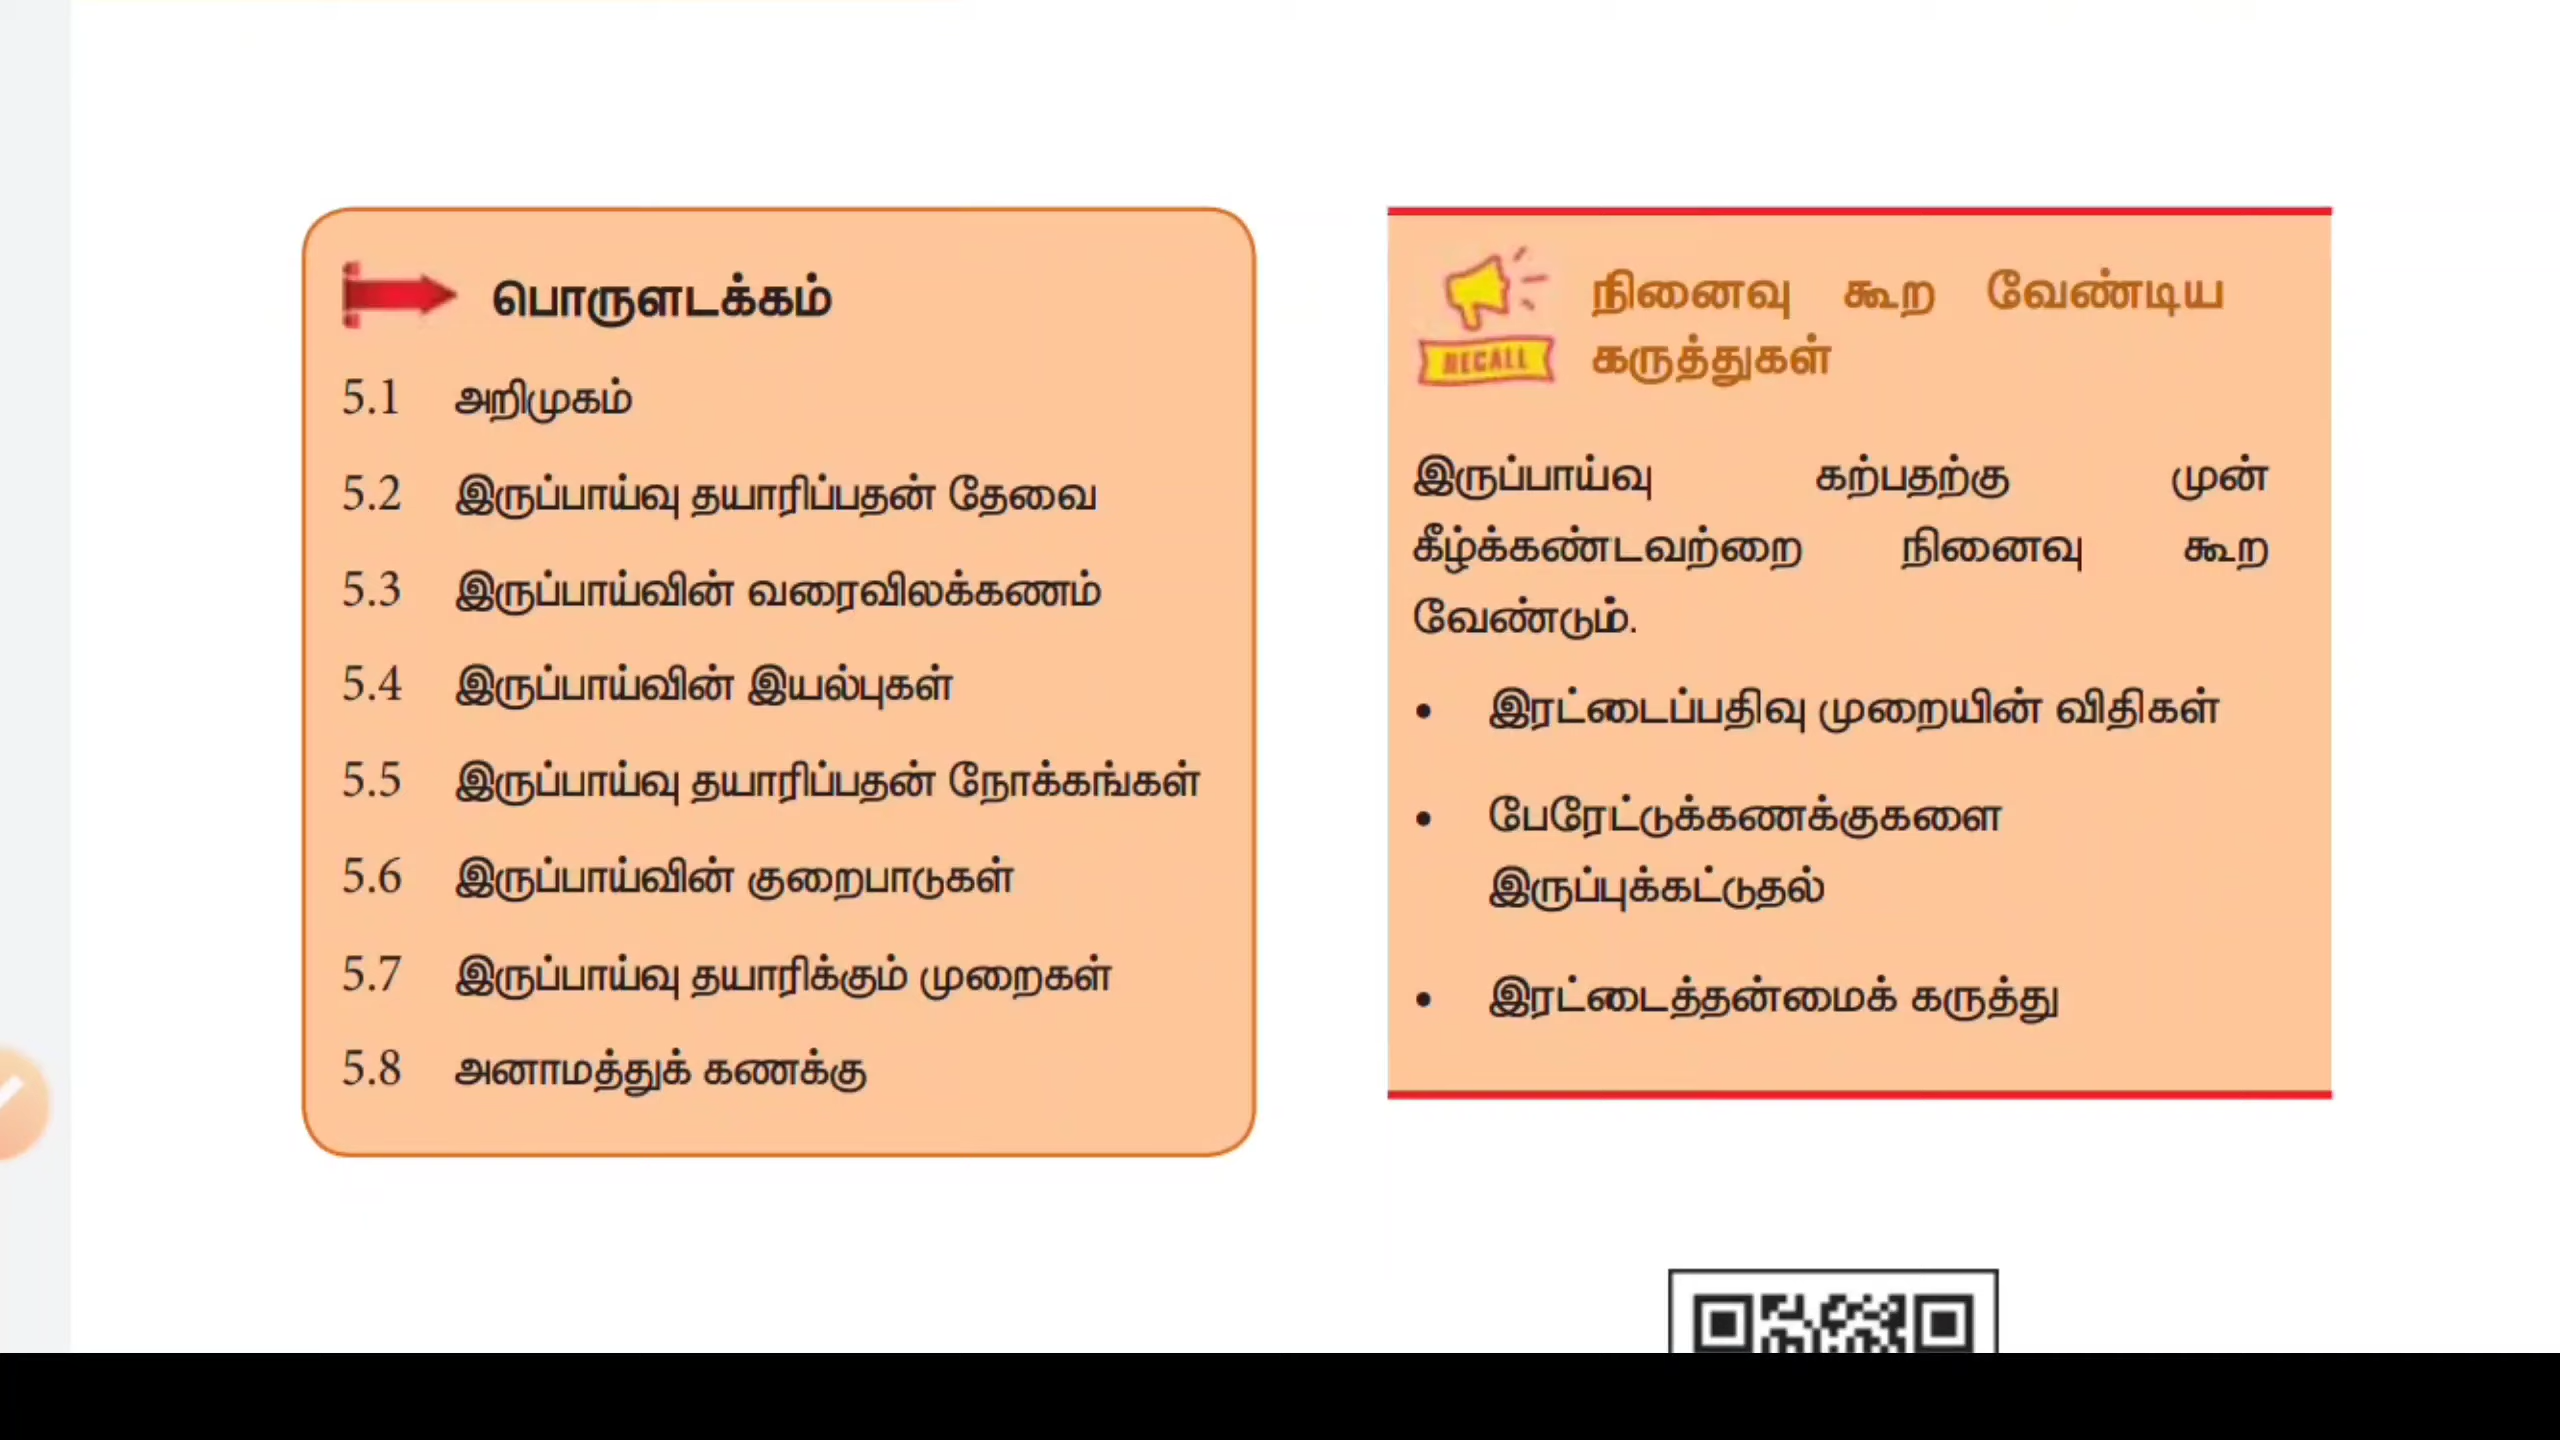 பொருளடக்கம்
5.1 அறிமுகம்
5.2 இருப்பாய்வு தயாரிப்பதன் தேவை
5.3 இருப்பாய்வின் வரைவிலக்கணம்
5.4 இருப்பாய்வின் இயல்புகள்
5.5 இருப்பாய்வு தயாரிப்பதன் நோக்கங்கள்
5.6 இருப்பாய்வின் குறைபாடுகள்
5.7 இருப்பாய்வு தயாரிக்கும் முறைகள்
5.8 அனாமத்துக் கணக்கு
RECALL
நினைவு கூற வேண்டிய
கருத்துகள்
இருப்பாய்வு கற்பதற்கு முன்
கீழ்க்கண்டவற்றை நினைவு கூற
வேண்டும்.
• இரட்டைப்பதிவு முறையின் விதிகள்
• பேரேட்டுக்கணக்குகளை
இருப்புக்கட்டுதல்
• இரட்டைத்தன்மைக் கருத்து